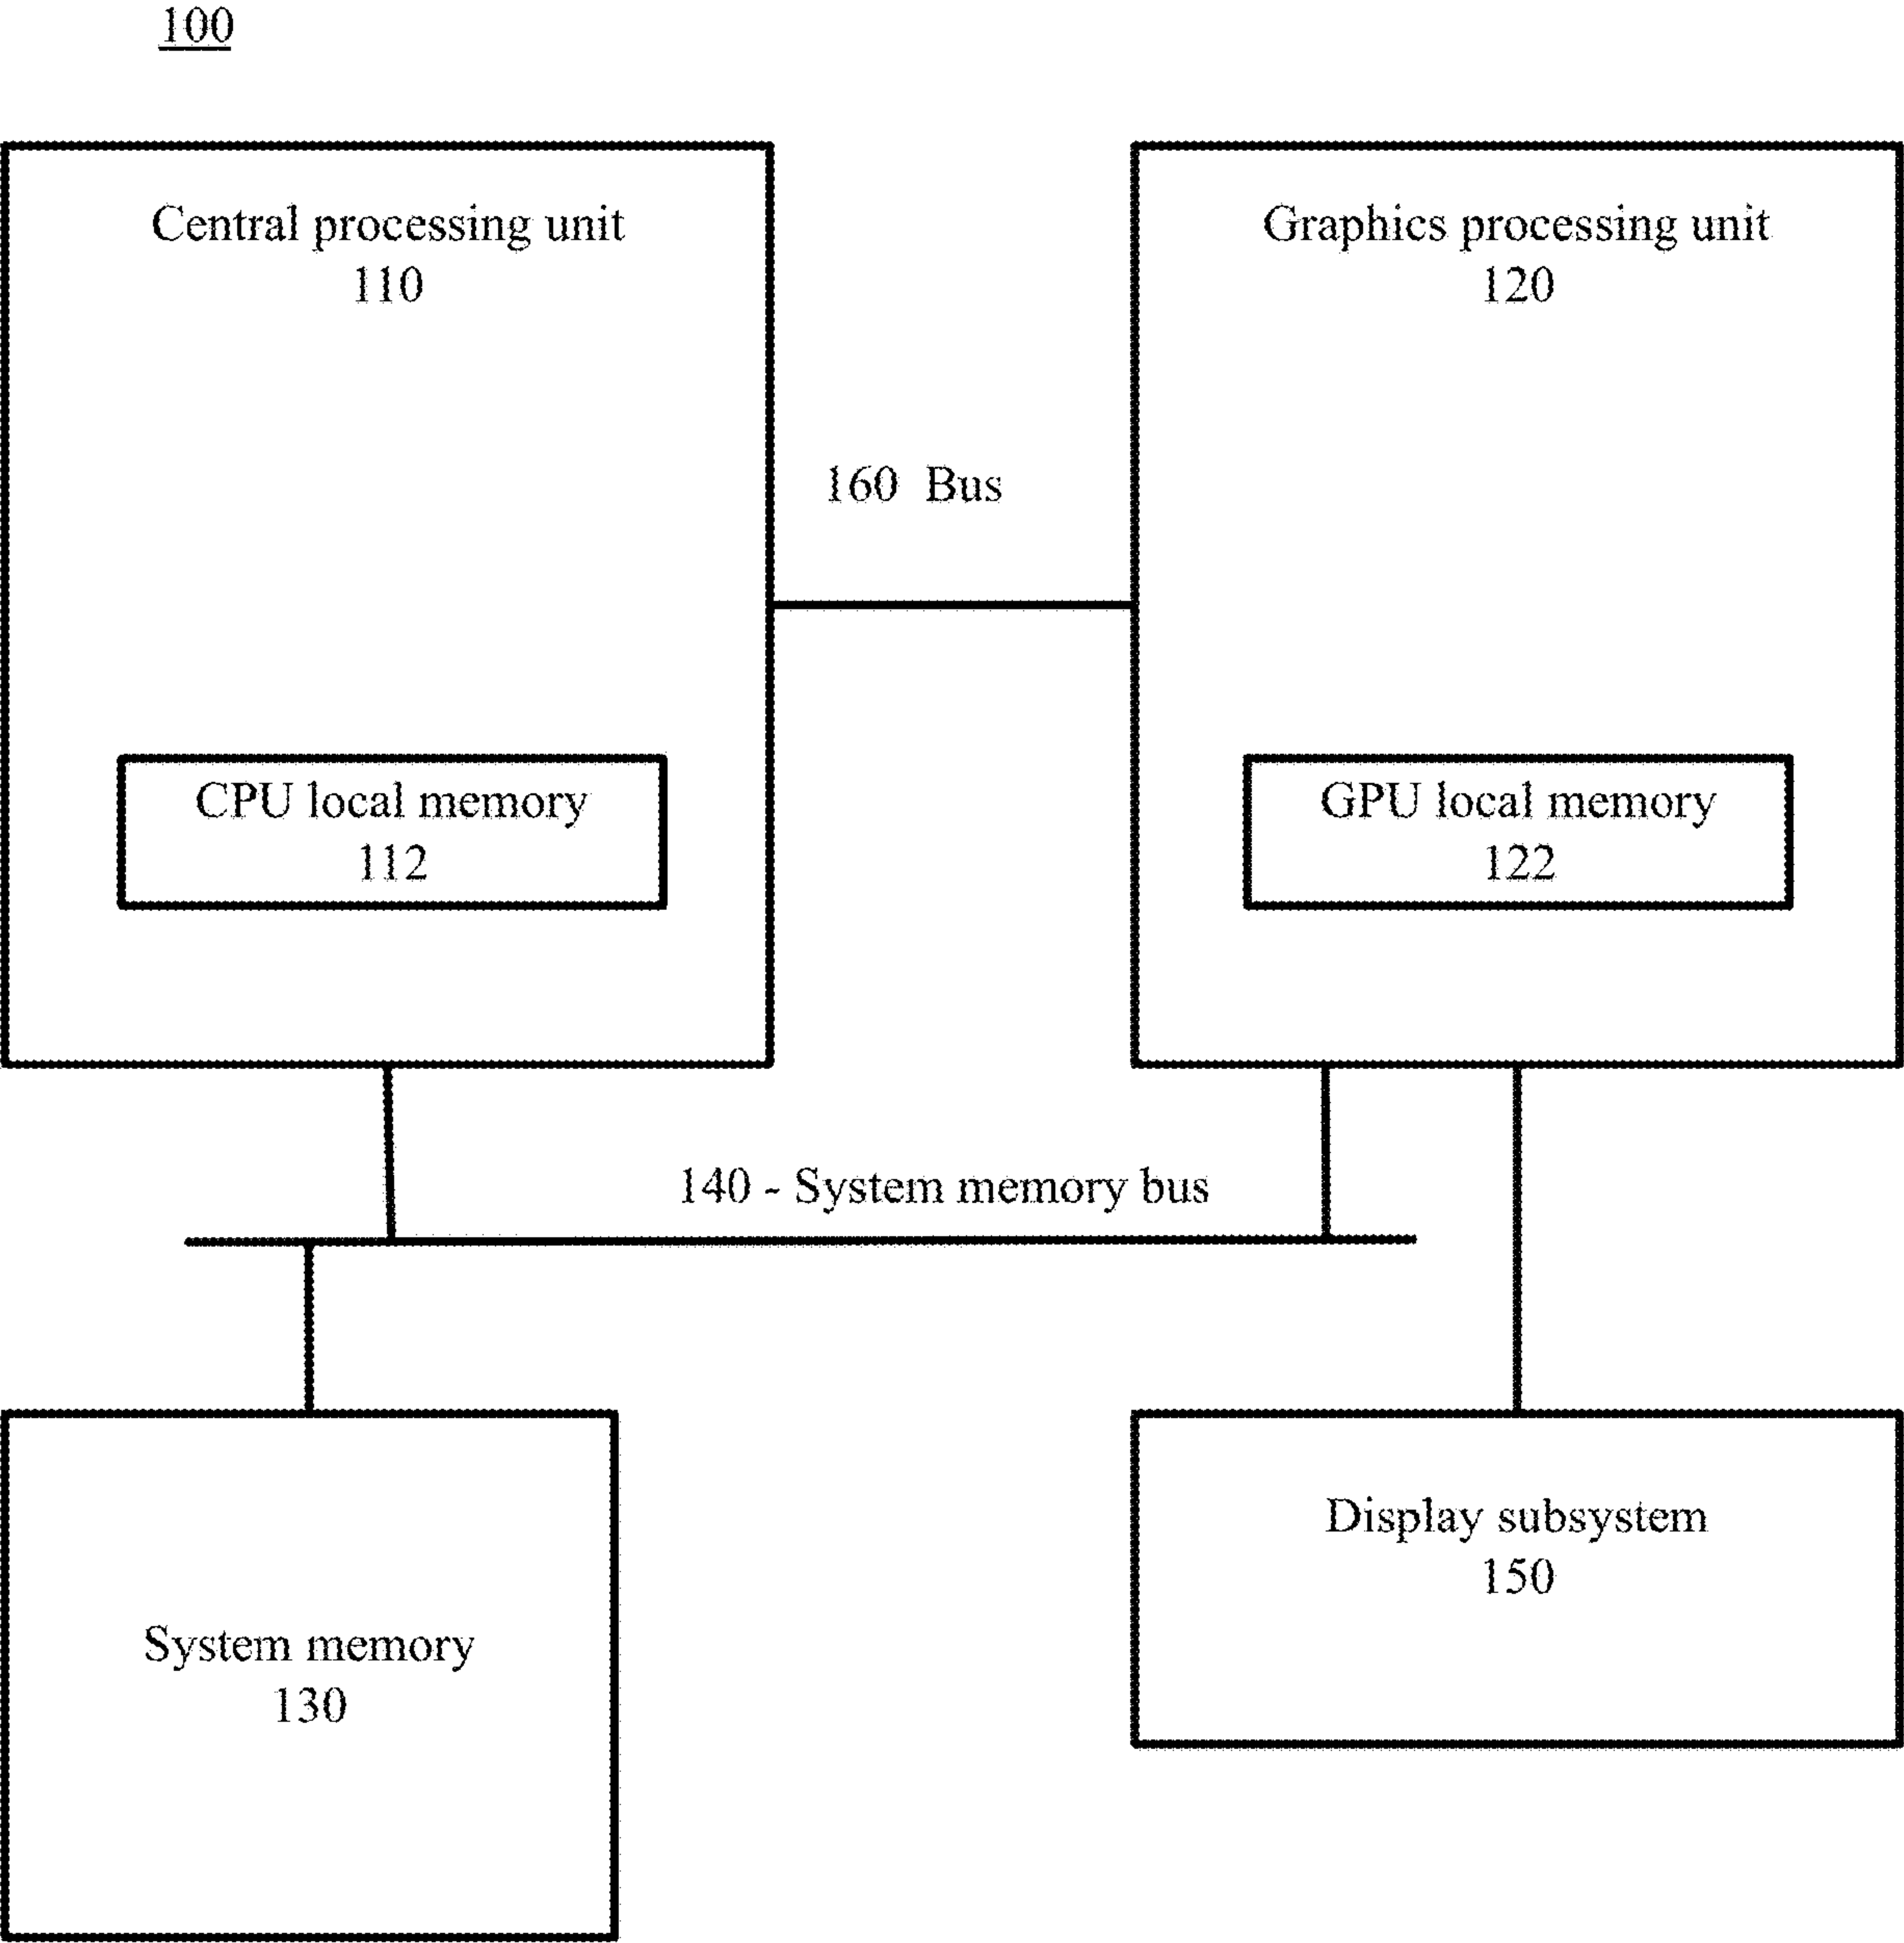 100
Central processing unit
110
Graphics processing unit
120
160 Bus
CPU local memory
112
GPU local memory
122
140 - System memory bus
Display subsystem
150
System memory
130